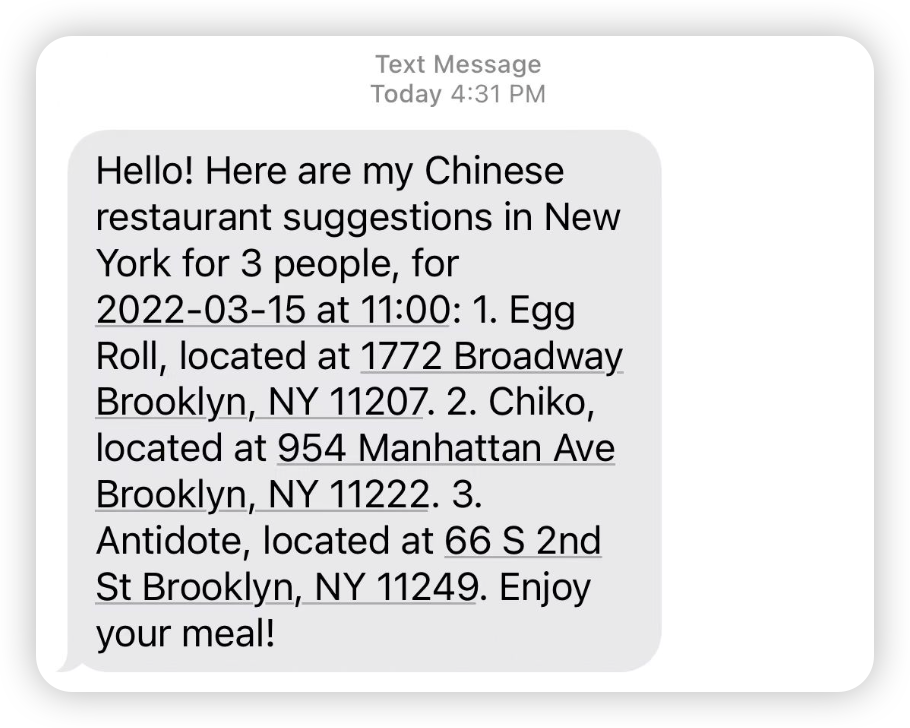 Text Message
Today 4:31 PM
Hello! Here are my Chinese
restaurant suggestions in New
York for 3 people, for
2022-03-15 at 11:00: 1. Egg
Roll, located at 1772 Broadway
Brooklyn, NY 11207. 2. Chiko,
located at 954 Manhattan Ave
Brooklyn, NY 11222. 3.
Antidote, located at 66 S 2nd
St Brooklyn, NY 11249. Enjoy
your meal!